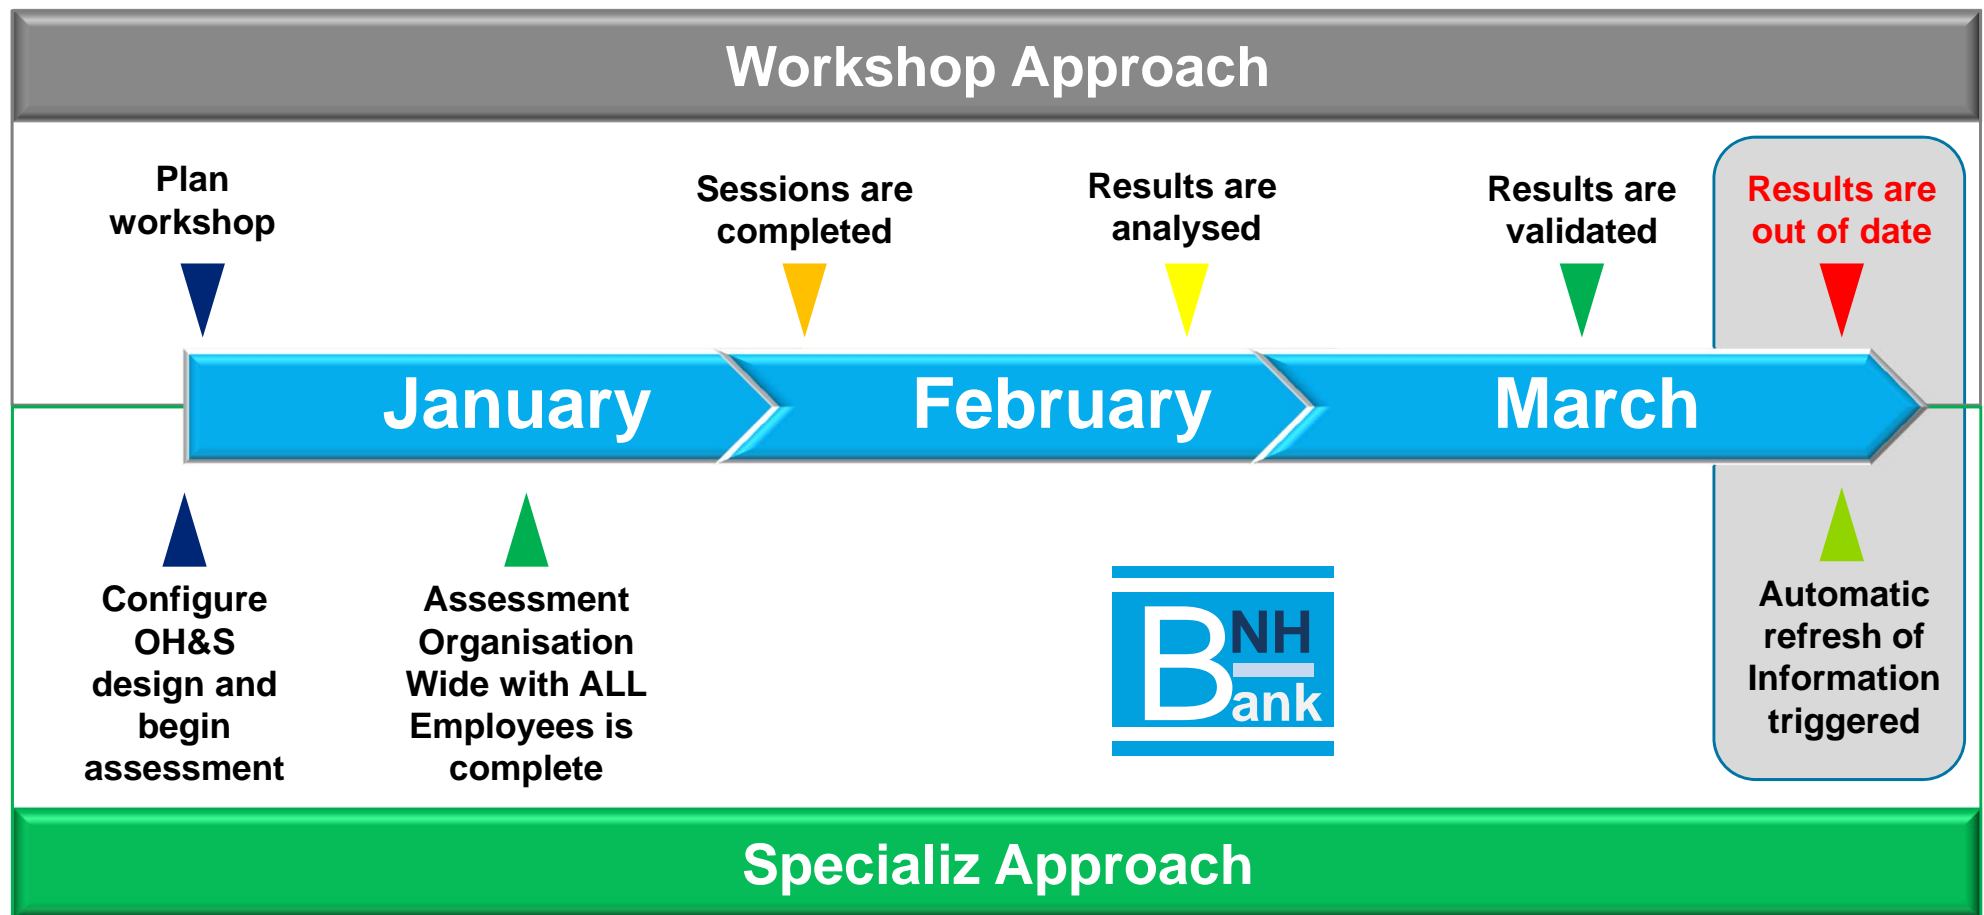 Workshop Approach
Plan
workshop
Sessions are
completed
Results are
analysed
Results are
validated
Results are
out of date
January
February
March
Configure
OH&S
design and
begin
assessment
Assessment
Organisation
Wide with ALL
Employees is
complete
BNH
Bank
Automatic
refresh of
Information
triggered
Specializ Approach